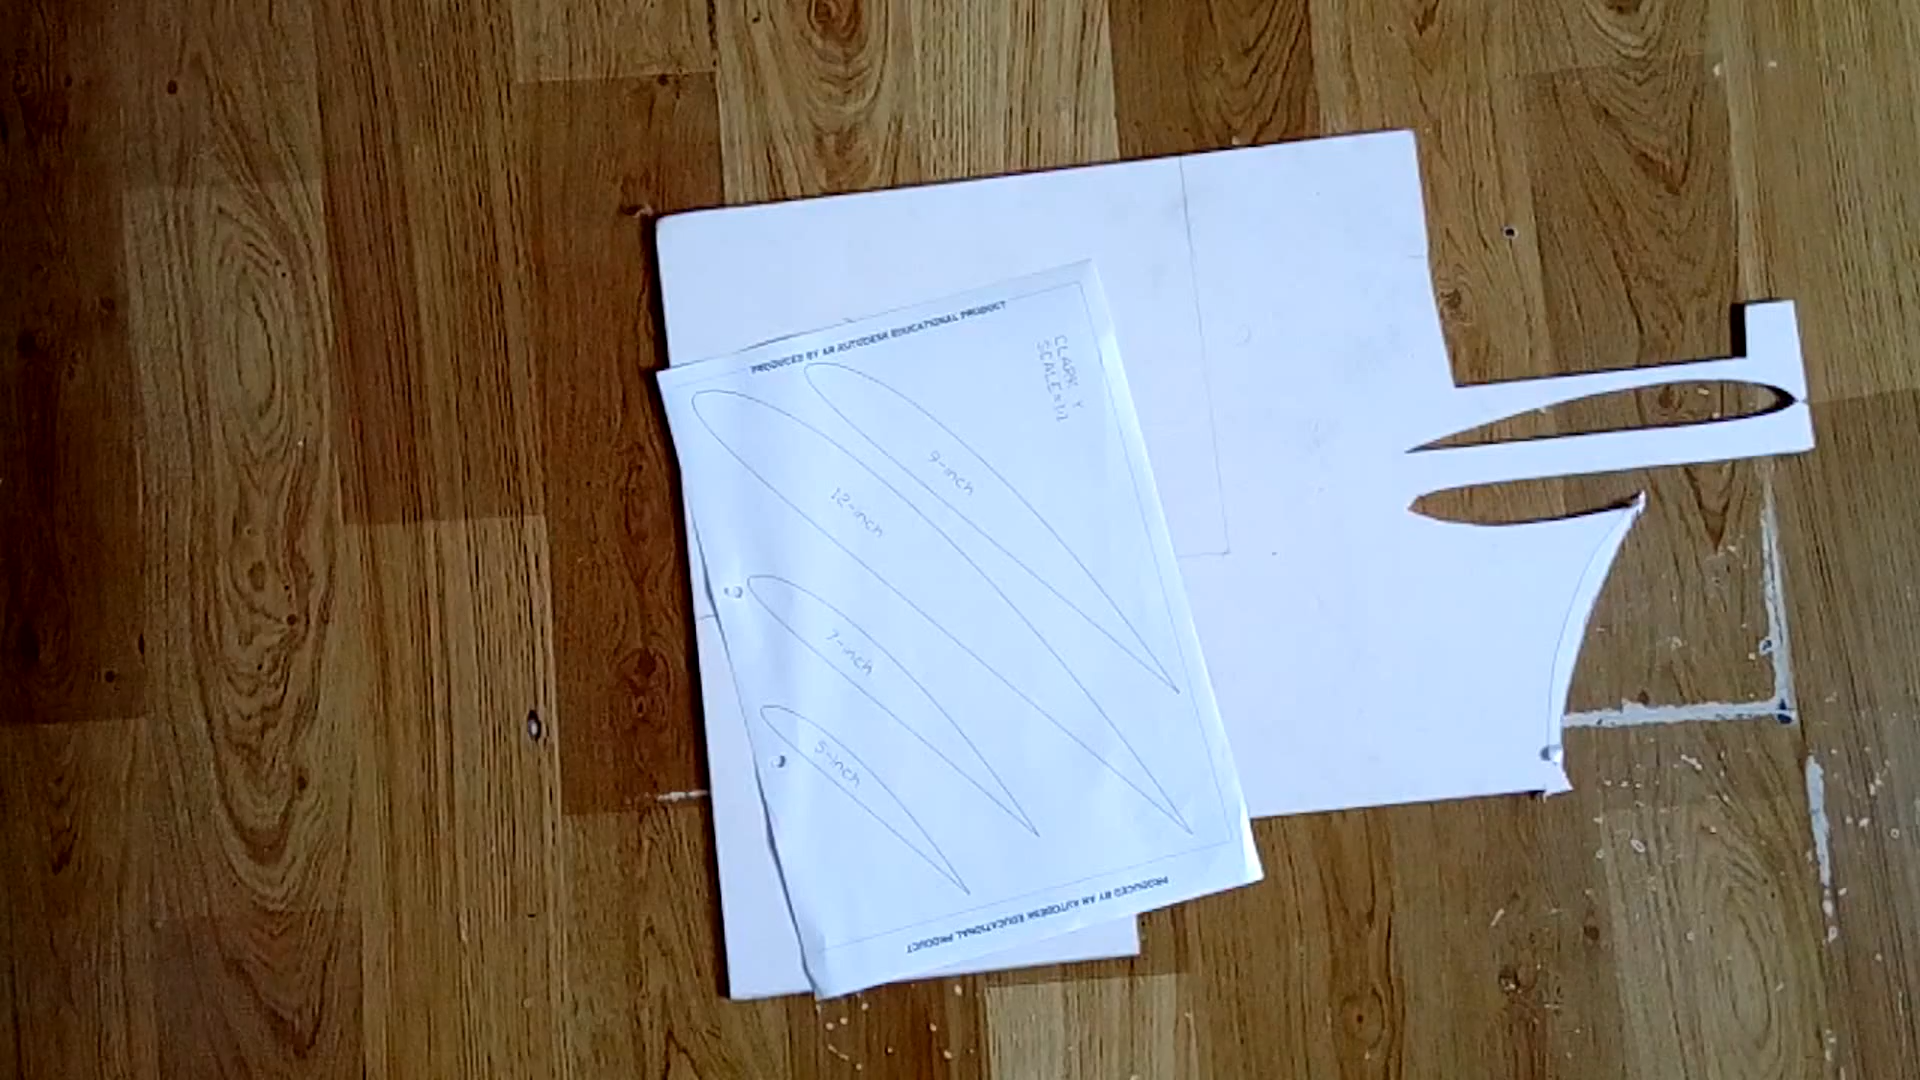 PRODUCED BY AN AUTODESK EDUCATIONAL PRODUCT
CLARK Y
SCALE=1:1
9-inch
12-inch
7-inch
5-inch
PRODUCED BY AN AUTODESK EDUCATIONAL PRODUCT